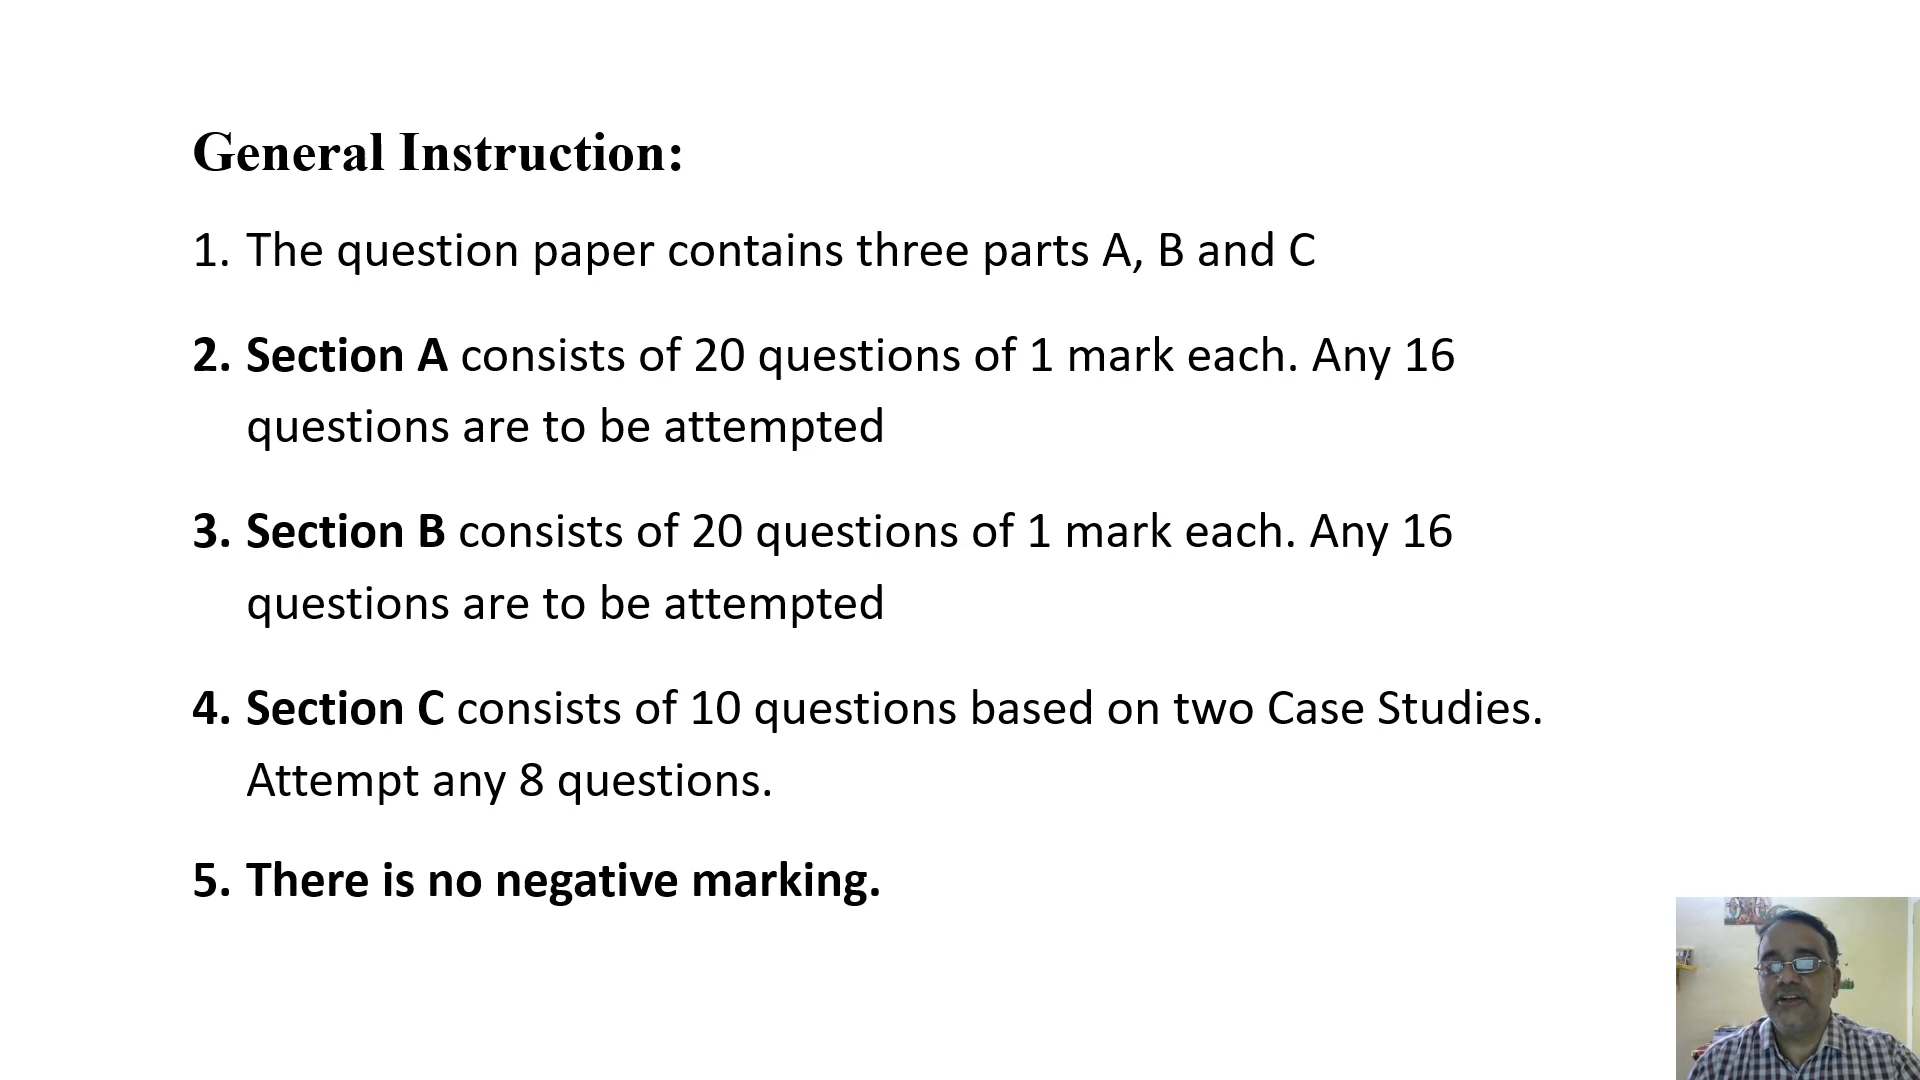 General Instruction:
1. The question paper contains three parts A, B and C
2. Section A consists of 20 questions of 1 mark each. Any 16
questions are to be attempted
3. Section B consists of 20 questions of 1 mark each. Any 16
questions are to be attempted
4. Section C consists of 10 questions based on two Case Studies.
Attempt any 8 questions.
5. There is no negative marking.